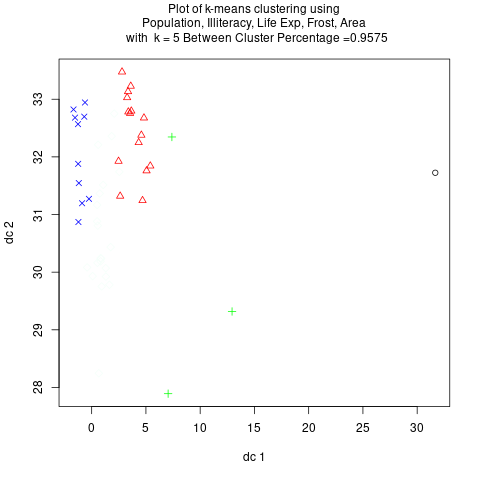 Plot of k-means clustering using
Population, Illiteracy, Life Exp, Frost, Area
with k = 5 Between Cluster Percentage =0.9575
33
32
31
30
29
28
dc 2
0 5 10 15 20 25 30
dc 1